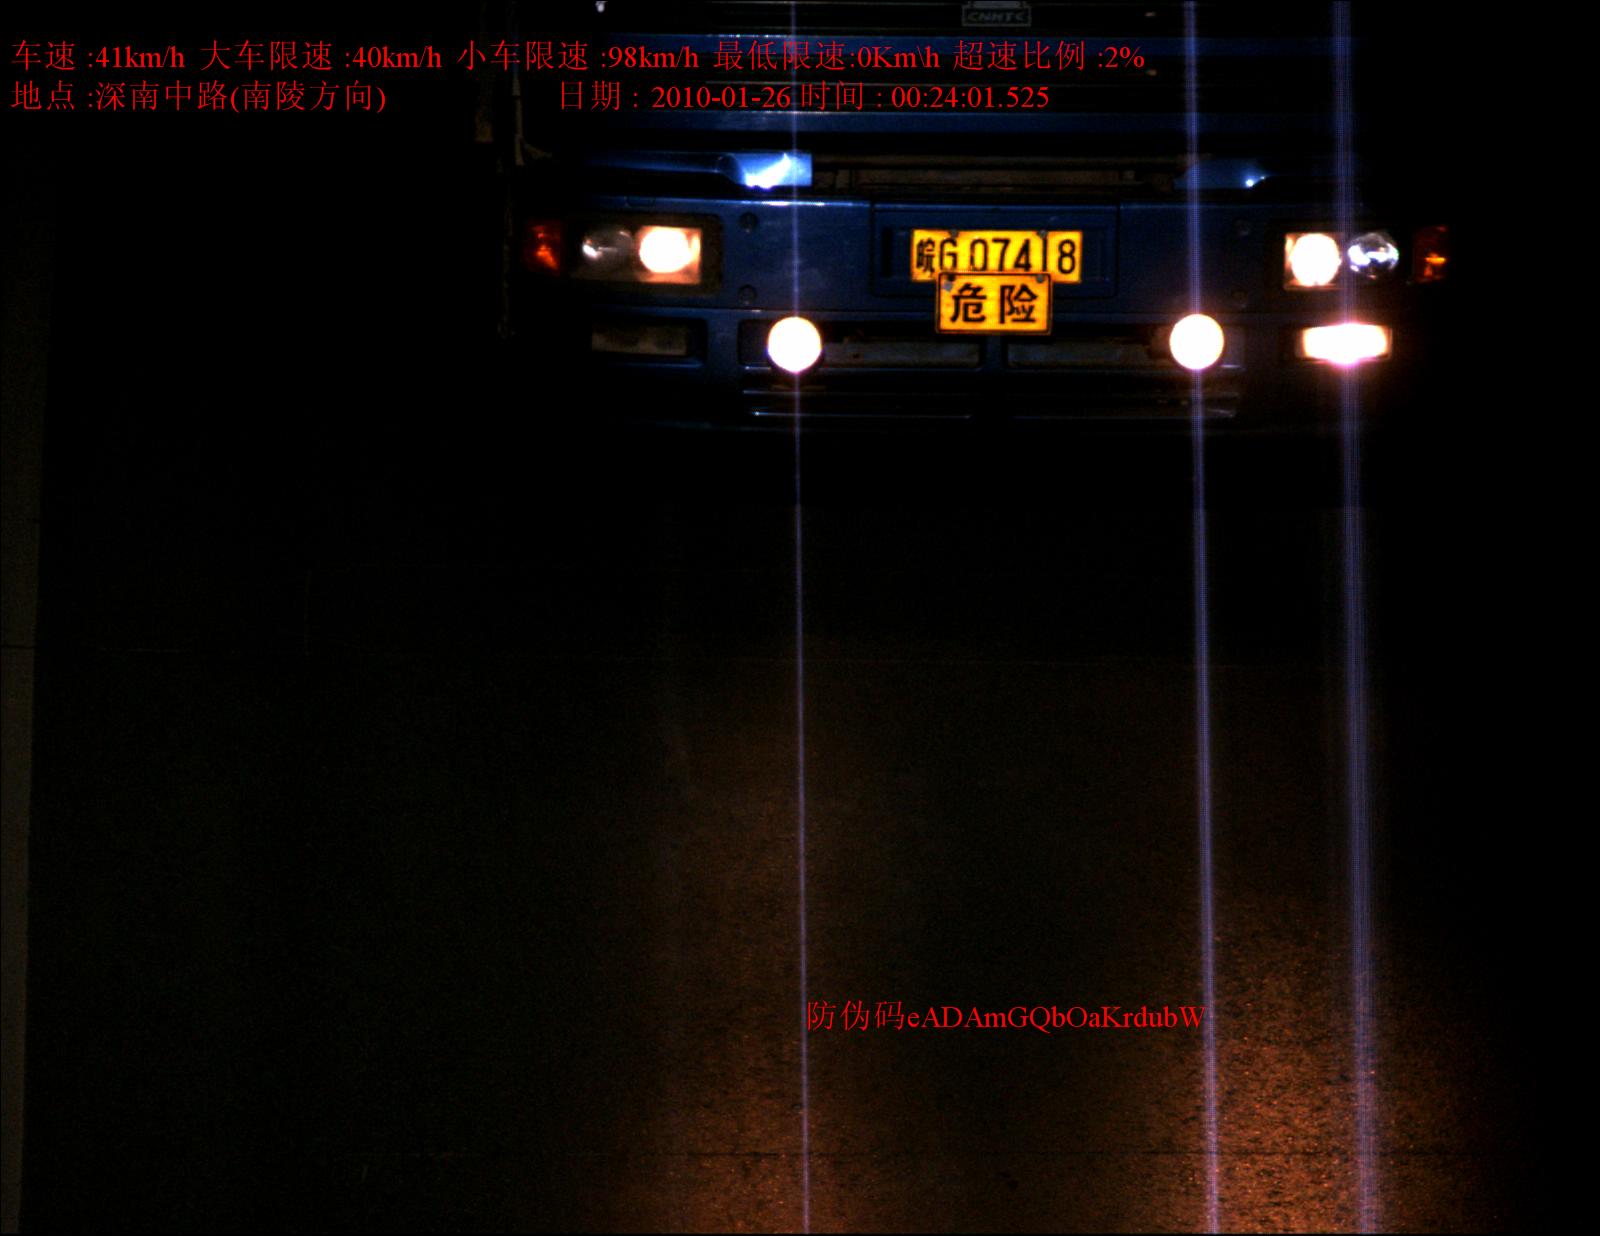 CNHTC
车速:41km/h 大车限速:40km/h 小车限速:98km/h 最低限速:0Km\h 超速比例:2%
地点:深南中路(南陵方向) 日期: 2010-01-26 时间: 00:24:01.525
皖G 07418
危险
防伪码eADAmGQbOaKrdubW